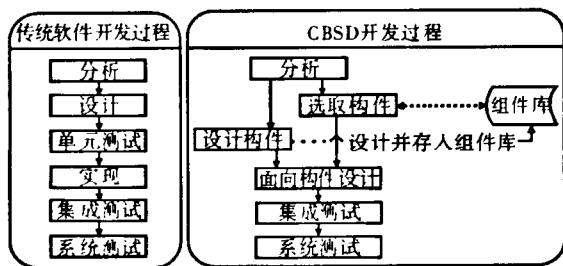 传统软件开发过程
分析
设计
单元测试
实现
集成测试
系统测试
CBSD开发过程
分析
选取构件
组件库
设计构件
设计并存人组件库
面向构件设计
集成测试
系统测试